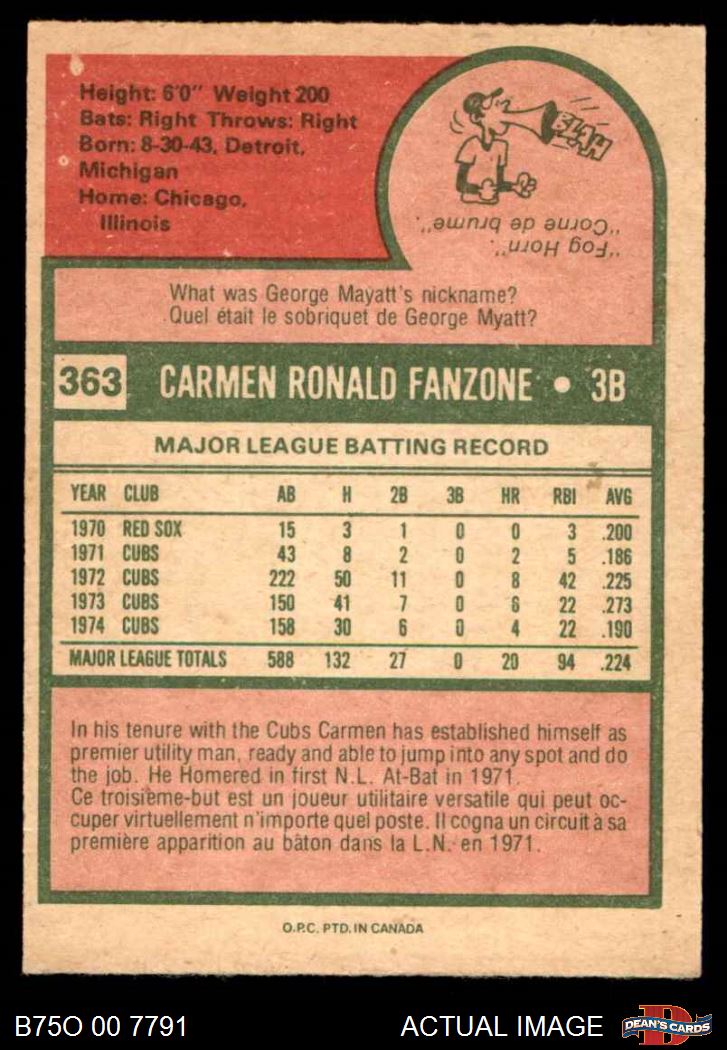 Height: 6'0" Weight 200
Bats: Right Throws: Right
Born: 8-30-43, Detroit,
Michigan
Home: Chicago,
Illinois
BLAH
"Fog Horn".
"Corne de brume".
What was George Mayatt's nickname?
Quel était le sobriquet de George Myatt?
363 CARMEN RONALD FANZONE • 3B
MAJOR LEAGUE BATTING RECORD
YEAR CLUB AB H 2B 3B HR RBI AVG
1970 RED SOX 15 3 1 0 0 3 .200
1971 CUBS 43 8 2 0 2 5 .186
1972 CUBS 222 50 11 0 8 42 .225
1973 CUBS 150 41 7 0 6 22 .273
1974 CUBS 158 30 6 0 4 22 .190
MAJOR LEAGUE TOTALS 588 132 27 0 20 94 .224
In his tenure with the Cubs Carmen has established himself as
premier utility man, ready and able to jump into any spot and do
the job. He Homered in first N.L. At-Bat in 1971.
Ce troisième-but est un joueur utilitaire versatile qui peut oc-
cuper virtuellement n'importe quel poste. Il cogna un circuit à sa
première apparition au bâton dans la L.N. en 1971.
O.P.C. PTD. IN CANADA
B75O 00 7791 ACTUAL IMAGE
D
DEAN'S CARDS